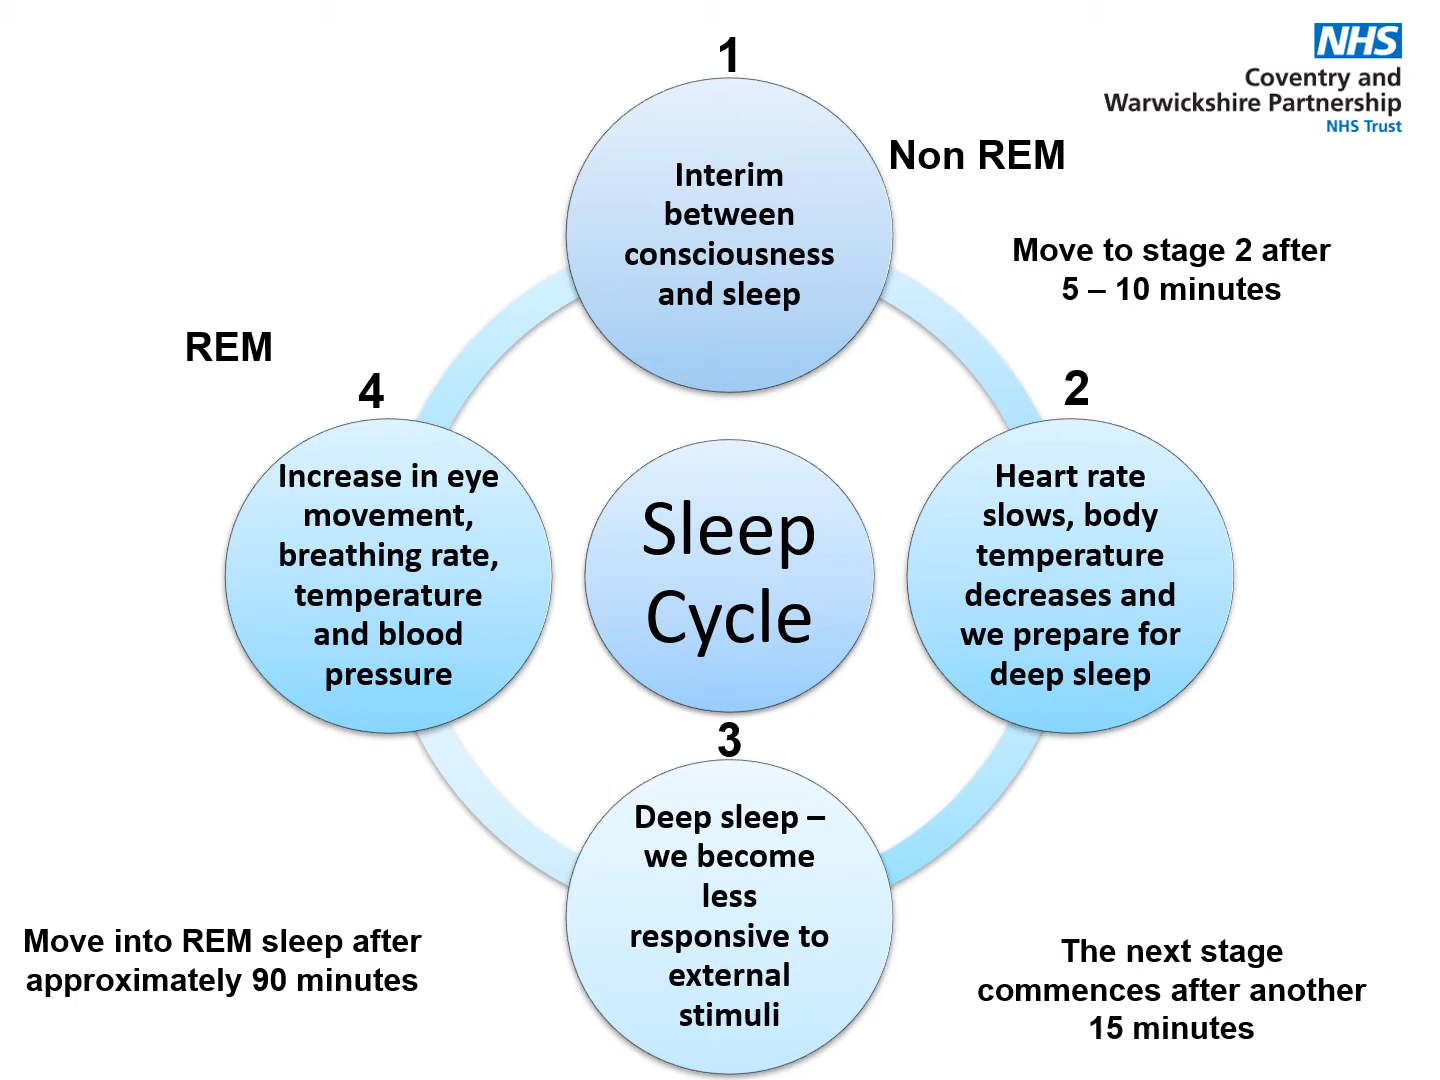 1
NHS
Coventry and
Warwickshire Partnership
NHS Trust
Non REM
Interim
between
consciousness
and sleep
Move to stage 2 after
5 – 10 minutes
REM
4
2
Increase in eye
movement,
breathing rate,
temperature
and blood
pressure
Sleep
Cycle
Heart rate
slows, body
temperature
decreases and
we prepare for
deep sleep
3
Deep sleep –
we become
less
responsive to
external
stimuli
Move into REM sleep after
approximately 90 minutes
The next stage
commences after another
15 minutes